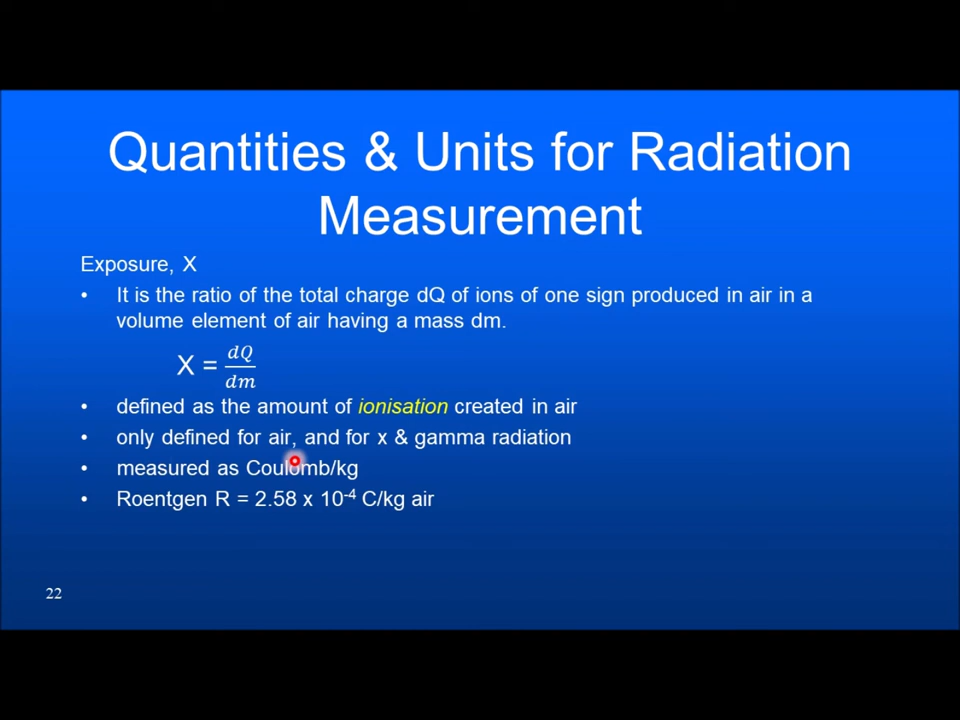 Quantities & Units for Radiation
Measurement
Exposure, X
• It is the ratio of the total charge dQ of ions of one sign produced in air in a
volume element of air having a mass dm.
X = dQ/dm
• defined as the amount of ionisation created in air
• only defined for air, and for x & gamma radiation
• measured as Coulomb/kg
• Roentgen R = 2.58 x 10⁻⁴ C/kg air
22